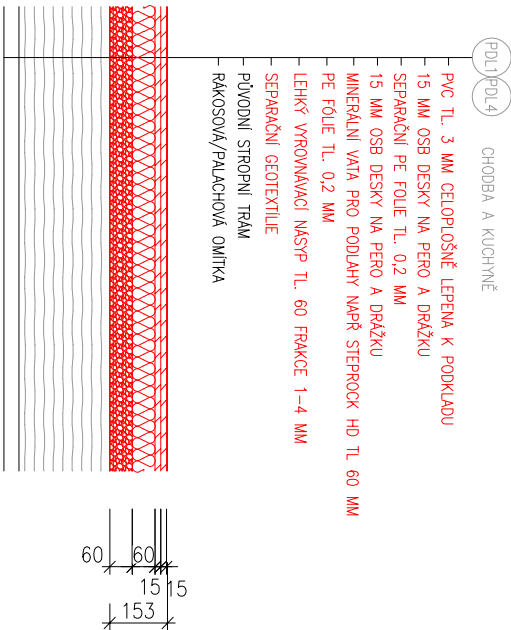 PDL1 PDL4
CHODBA A KUCHYNĚ
PVC TL. 3 MM CELOPLOŠNĚ LEPENA K PODKLADU
15 MM OSB DESKY NA PERO A DRÁŽKU
SEPARAČNÍ PE FOLIE TL. 0,2 MM
15 MM OSB DESKY NA PERO A DRÁŽKU
MINERÁLNÍ VATA PRO PODLAHY NAPŘ STEPROCK HD TL 60 MM
PE FÓLIE TL. 0,2 MM
LEHKÝ VYROVNÁVACÍ NÁSYP TL. 60 FRAKCE 1-4 MM
SEPARAČNÍ GEOTEXTÍLIE
PŮVODNÍ STROPNÍ TRÁM
RÁKOSOVÁ/PALACHOVÁ OMÍTKA
60 60
15 15
153